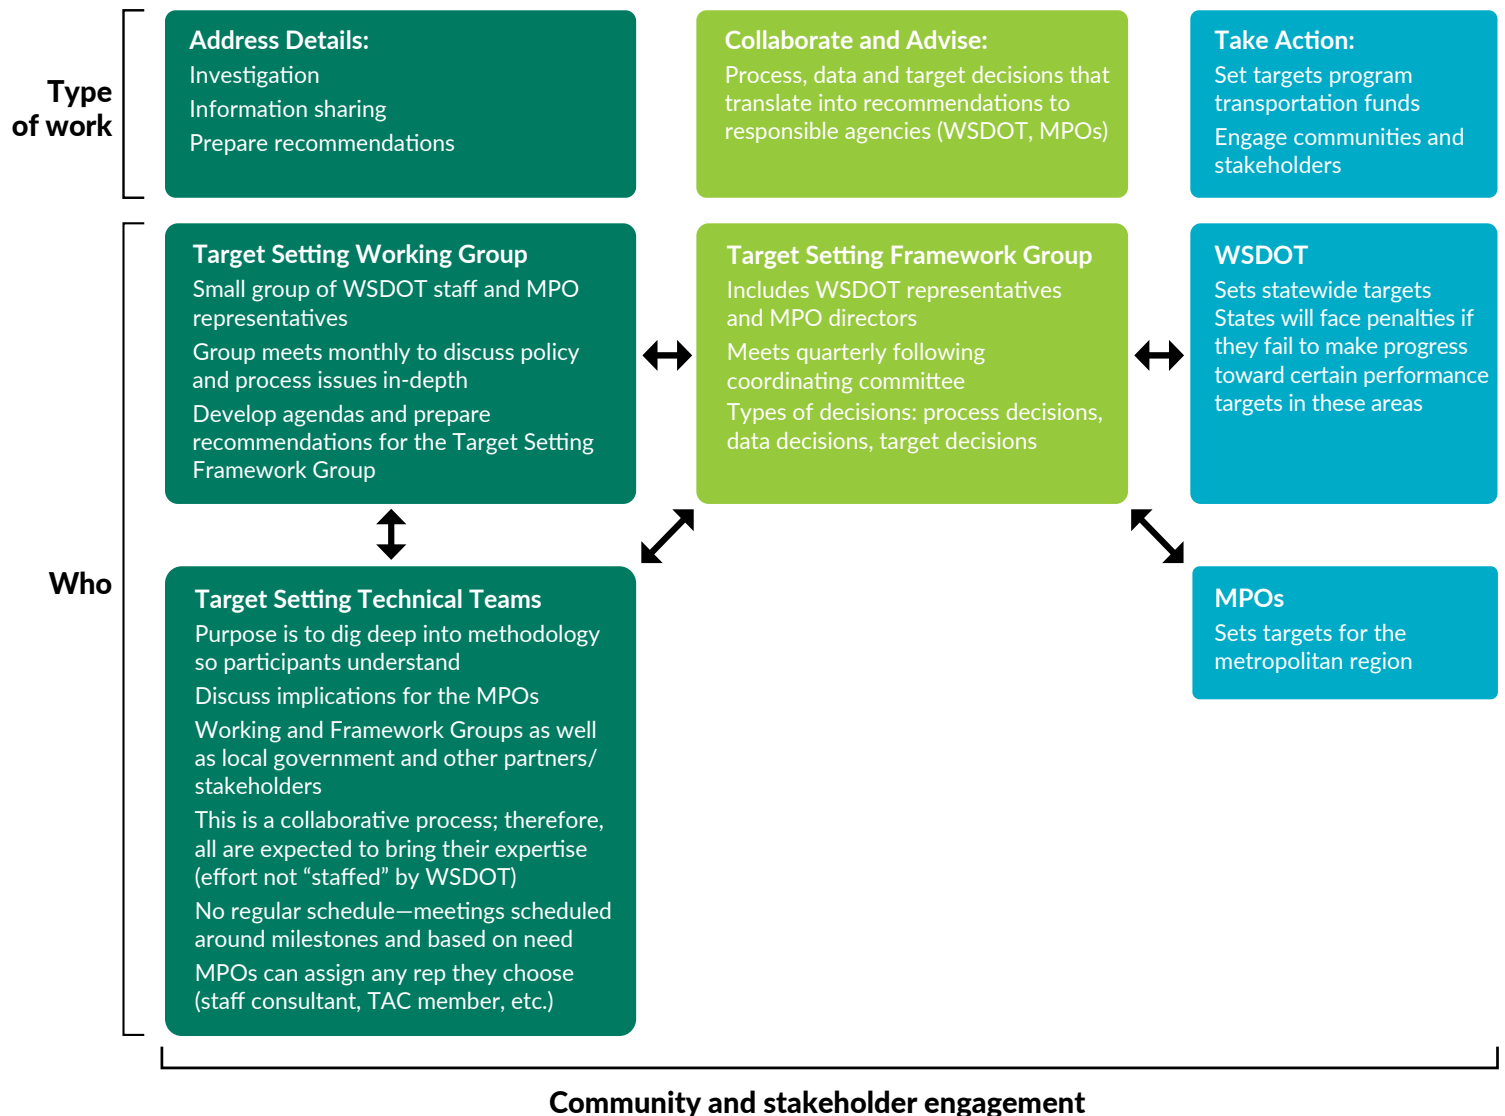 Type
of work
Address Details:
Investigation
Information sharing
Prepare recommendations
Collaborate and Advise:
Process, data and target decisions that
translate into recommendations to
responsible agencies (WSDOT, MPOs)
Take Action:
Set targets program
transportation funds
Engage communities and
stakeholders
Who
Target Setting Working Group
Small group of WSDOT staff and MPO
representatives
Group meets monthly to discuss policy
and process issues in-depth
Develop agendas and prepare
recommendations for the Target Setting
Framework Group
Target Setting Framework Group
Includes WSDOT representatives
and MPO directors
Meets quarterly following
coordinating committee
Types of decisions: process decisions,
data decisions, target decisions
WSDOT
Sets statewide targets
States will face penalties if
they fail to make progress
toward certain performance
targets in these areas
Target Setting Technical Teams
Purpose is to dig deep into methodology
so participants understand
Discuss implications for the MPOs
Working and Framework Groups as well
as local government and other partners/
stakeholders
This is a collaborative process; therefore,
all are expected to bring their expertise
(effort not “staffed” by WSDOT)
No regular schedule—meetings scheduled
around milestones and based on need
MPOs can assign any rep they choose
(staff consultant, TAC member, etc.)
MPOs
Sets targets for the
metropolitan region
Community and stakeholder engagement